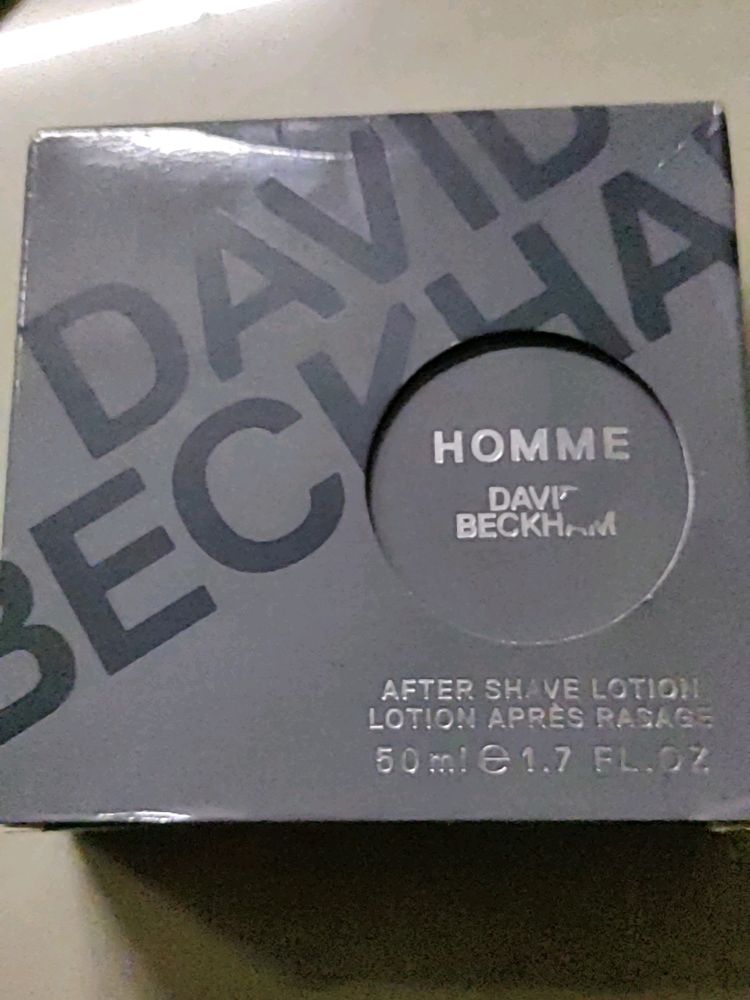 DAVID
BECKHA
HOMME
DAVID
BECKHAM
AFTER SHAVE LOTION
LOTION APRÈS RASAGE
50 ml e 1.7 FL.OZ